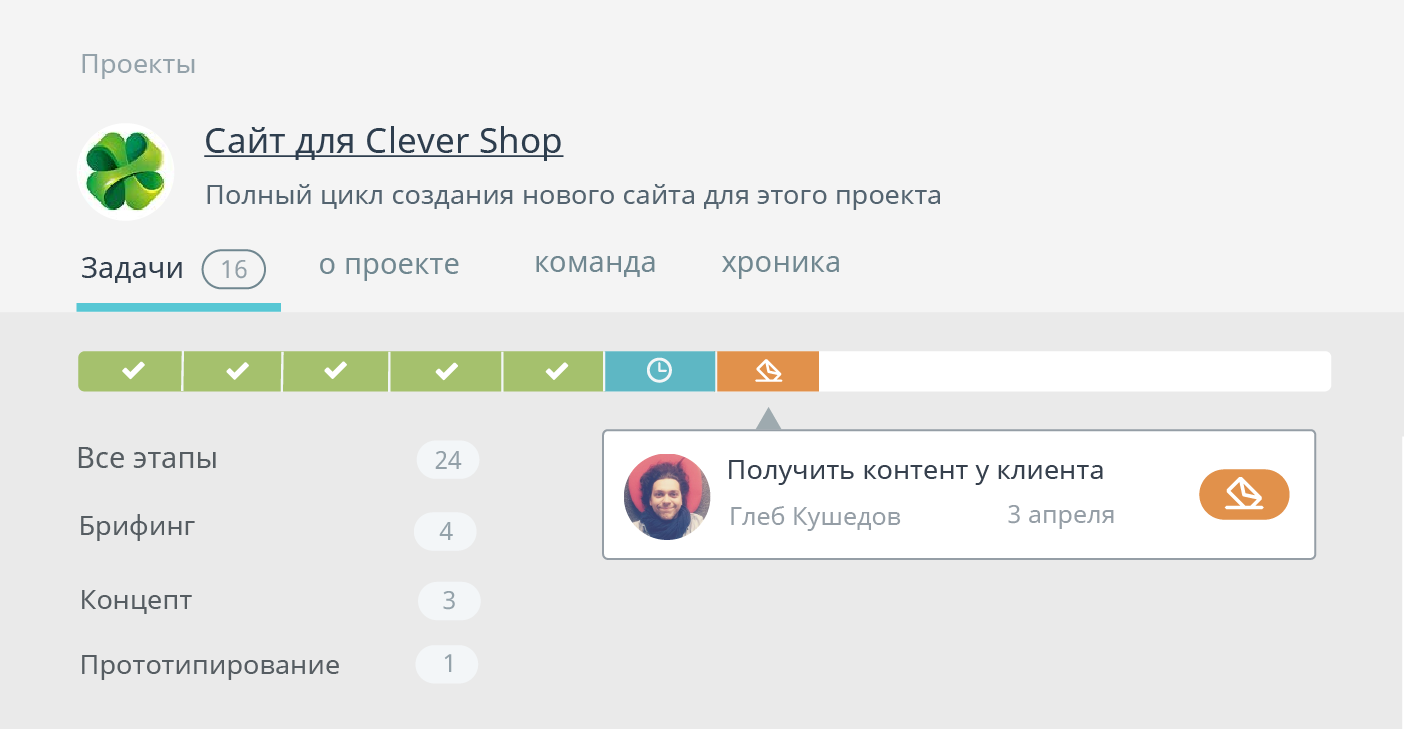 Проекты
Сайт для Clever Shop
Полный цикл создания нового сайта для этого проекта
Задачи 16 о проекте команда хроника
Все этапы 24
Брифинг 4
Концепт 3
Прототипирование 1
Получить контент у клиента
Глеб Кушедов 3 апреля